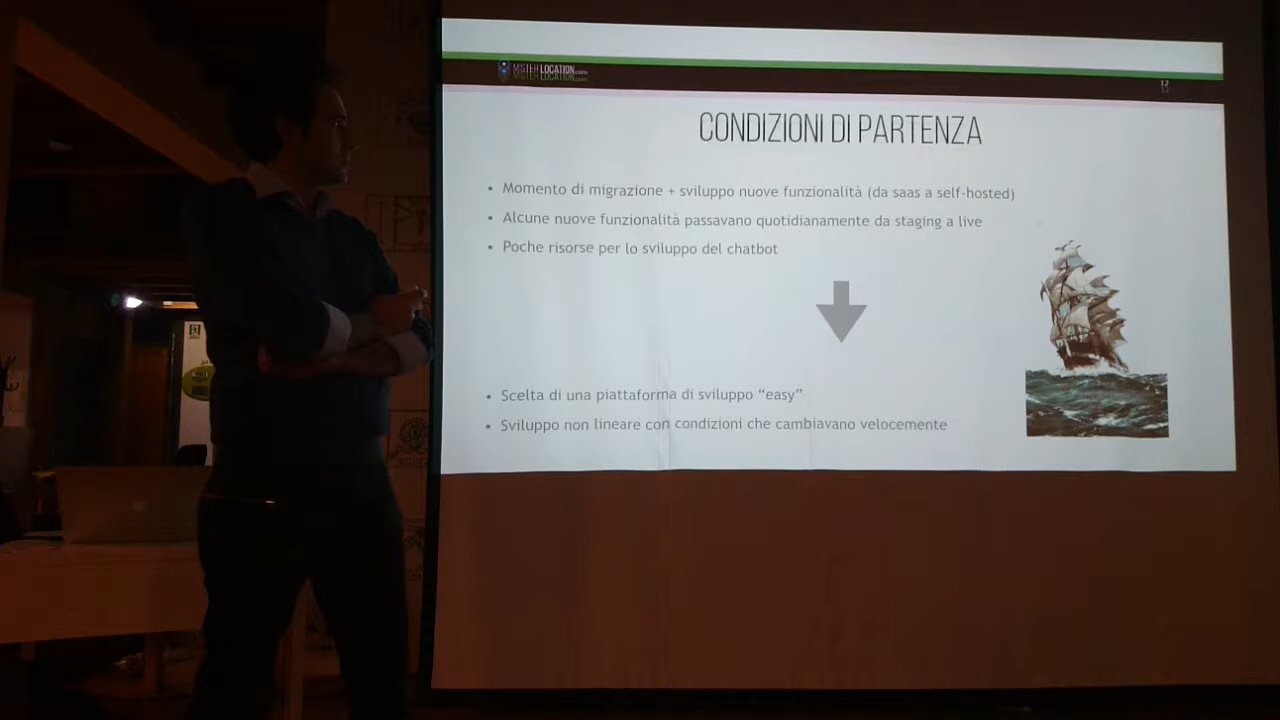 MISTERLOCATION.com
CONDIZIONI DI PARTENZA
• Momento di migrazione + sviluppo nuove funzionalità (da saas a self-hosted)
• Alcune nuove funzionalità passavano quotidianamente da staging a live
• Poche risorse per lo sviluppo del chatbot
• Scelta di una piattaforma di sviluppo “easy”
• Sviluppo non lineare con condizioni che cambiavano velocemente